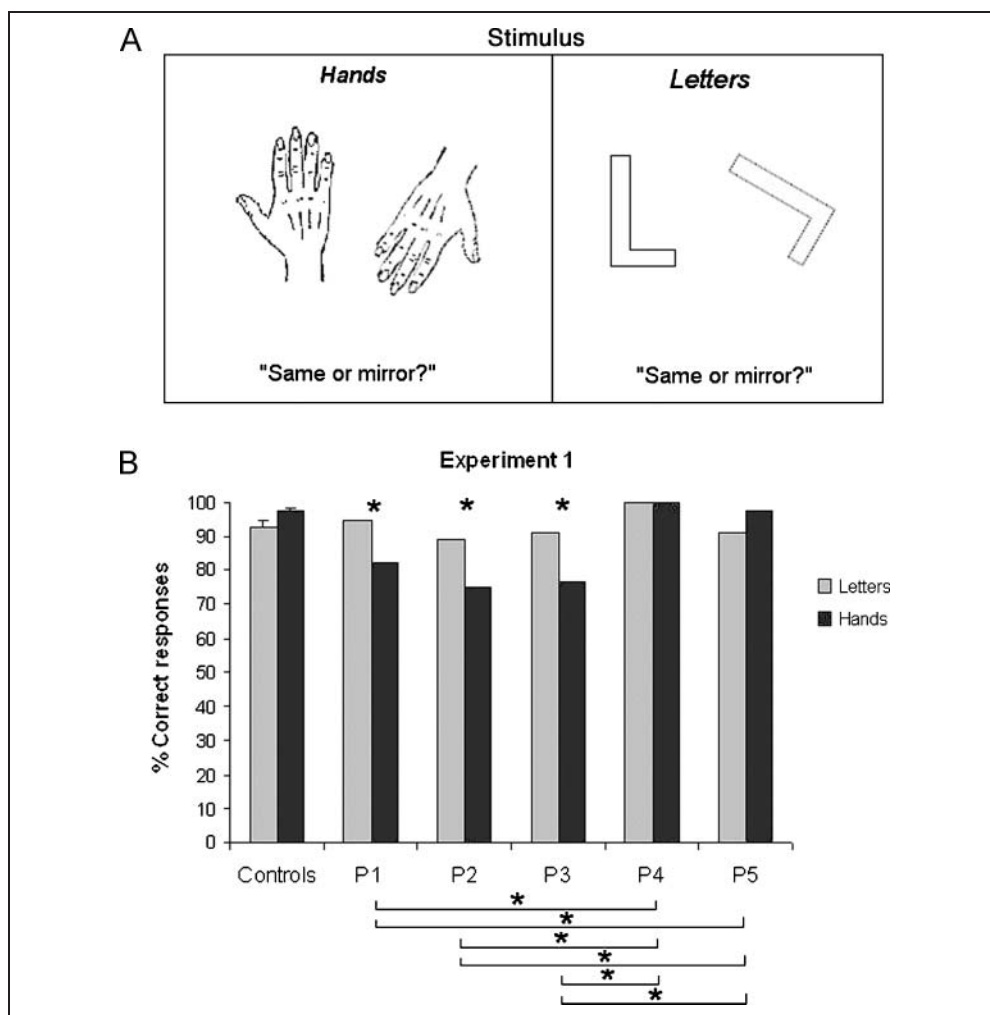 A
Stimulus
Hands
Letters
"Same or mirror?"
"Same or mirror?"
B
Experiment 1
% Correct responses
100
90
80
70
60
50
40
30
20
10
0
* * *
Letters
Hands
Controls P1 P2 P3 P4 P5
*
*
*
*
*
*